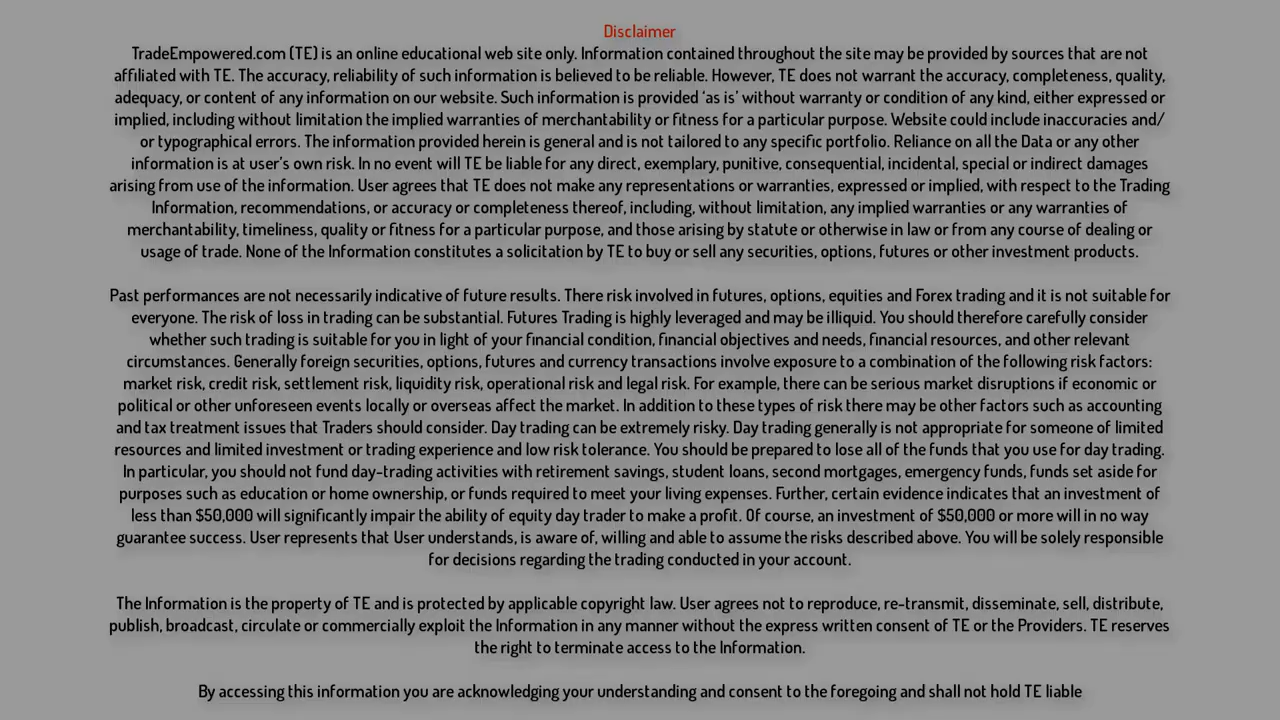 Disclaimer
TradeEmpowered.com (TE) is an online educational web site only. Information contained throughout the site may be provided by sources that are not
affiliated with TE. The accuracy, reliability of such information is believed to be reliable. However, TE does not warrant the accuracy, completeness, quality,
adequacy, or content of any information on our website. Such information is provided ‘as is’ without warranty or condition of any kind, either expressed or
implied, including without limitation the implied warranties of merchantability or fitness for a particular purpose. Website could include inaccuracies and/
or typographical errors. The information provided herein is general and is not tailored to any specific portfolio. Reliance on all the Data or any other
information is at user’s own risk. In no event will TE be liable for any direct, exemplary, punitive, consequential, incidental, special or indirect damages
arising from use of the information. User agrees that TE does not make any representations or warranties, expressed or implied, with respect to the Trading
Information, recommendations, or accuracy or completeness thereof, including, without limitation, any implied warranties or any warranties of
merchantability, timeliness, quality or fitness for a particular purpose, and those arising by statute or otherwise in law or from any course of dealing or
usage of trade. None of the Information constitutes a solicitation by TE to buy or sell any securities, options, futures or other investment products.
Past performances are not necessarily indicative of future results. There risk involved in futures, options, equities and Forex trading and it is not suitable for
everyone. The risk of loss in trading can be substantial. Futures Trading is highly leveraged and may be illiquid. You should therefore carefully consider
whether such trading is suitable for you in light of your financial condition, financial objectives and needs, financial resources, and other relevant
circumstances. Generally foreign securities, options, futures and currency transactions involve exposure to a combination of the following risk factors:
market risk, credit risk, settlement risk, liquidity risk, operational risk and legal risk. For example, there can be serious market disruptions if economic or
political or other unforeseen events locally or overseas affect the market. In addition to these types of risk there may be other factors such as accounting
and tax treatment issues that Traders should consider. Day trading can be extremely risky. Day trading generally is not appropriate for someone of limited
resources and limited investment or trading experience and low risk tolerance. You should be prepared to lose all of the funds that you use for day trading.
In particular, you should not fund day-trading activities with retirement savings, student loans, second mortgages, emergency funds, funds set aside for
purposes such as education or home ownership, or funds required to meet your living expenses. Further, certain evidence indicates that an investment of
less than $50,000 will significantly impair the ability of equity day trader to make a profit. Of course, an investment of $50,000 or more will in no way
guarantee success. User represents that User understands, is aware of, willing and able to assume the risks described above. You will be solely responsible
for decisions regarding the trading conducted in your account.
The Information is the property of TE and is protected by applicable copyright law. User agrees not to reproduce, re-transmit, disseminate, sell, distribute,
publish, broadcast, circulate or commercially exploit the Information in any manner without the express written consent of TE or the Providers. TE reserves
the right to terminate access to the Information.
By accessing this information you are acknowledging your understanding and consent to the foregoing and shall not hold TE liable